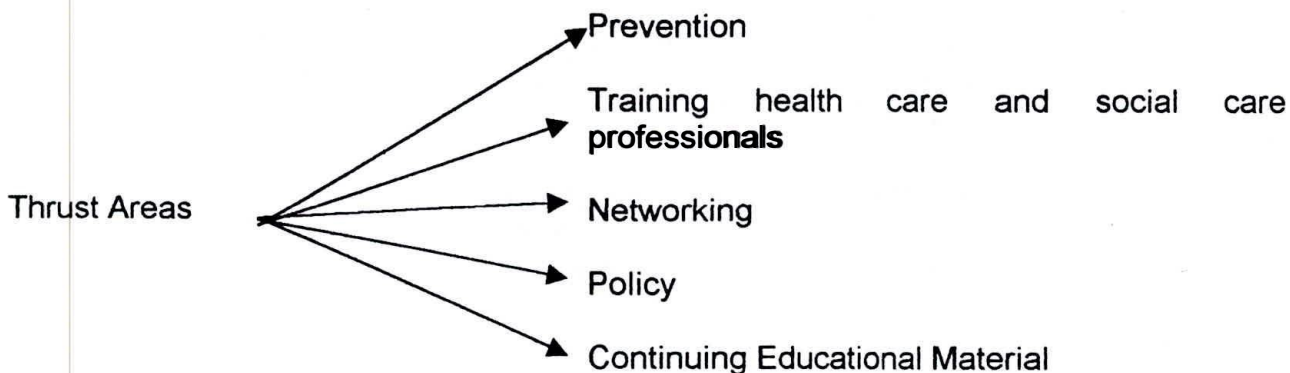 Prevention
Training health care and social care
professionals
Thrust Areas
Networking
Policy
Continuing Educational Material